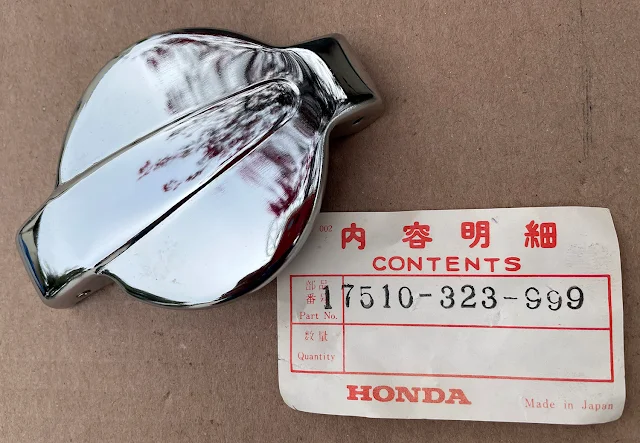 002
内容明細
CONTENTS
部品
番号
Part No.
17510-323-999
数量
Quantity
HONDA
Made in Japan